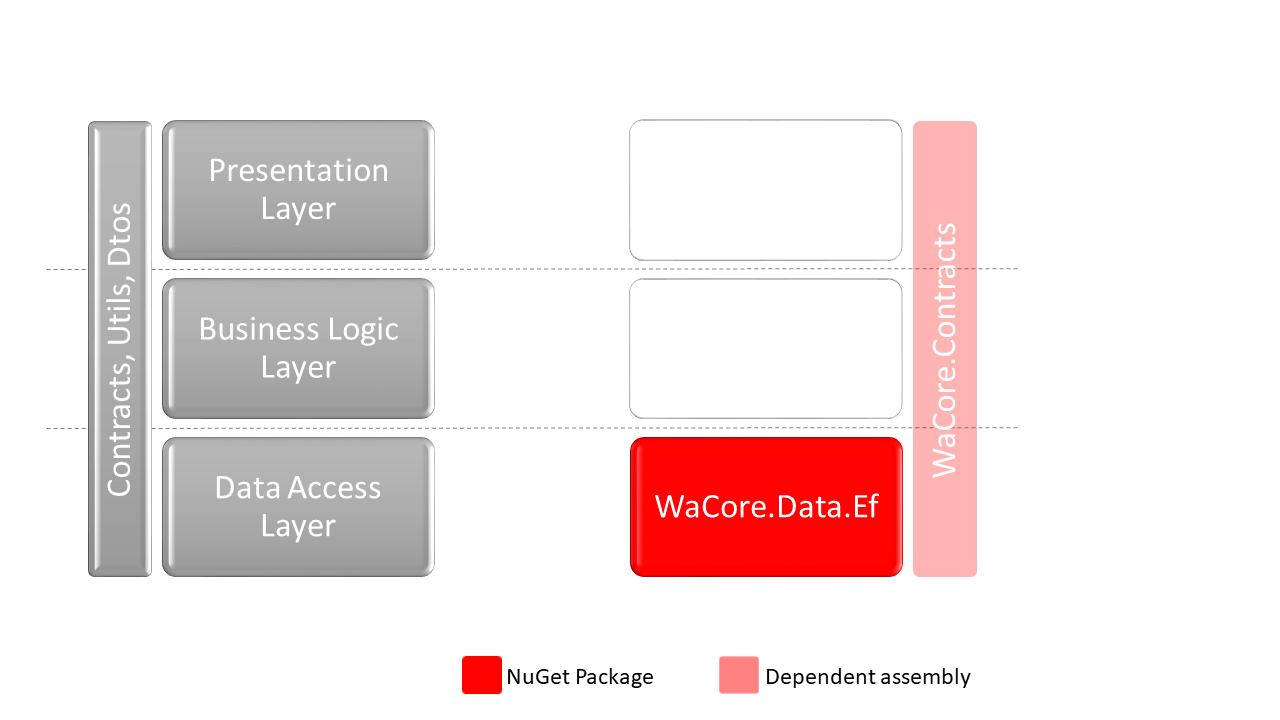 Contracts, Utils, Dtos
Presentation
Layer
Business Logic
Layer
Data Access
Layer
WaCore.Data.Ef
WaCore.Contracts
NuGet Package
Dependent assembly